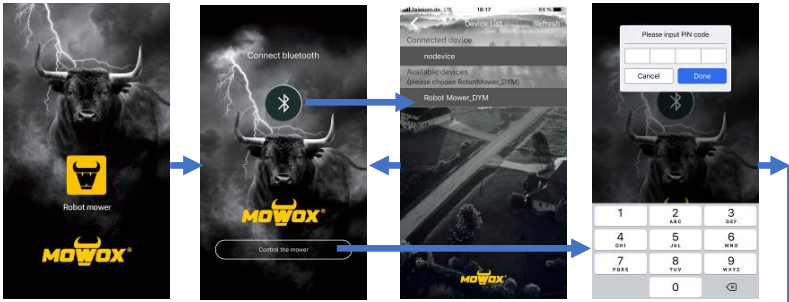 Robot mower
MOWOX®
Connect bluetooth
MOWOX®
Control the mower
Telekom.de LTE
18:17
54 %
Device List
Refresh
Connected device
nodevice
Available devices
(please choose RobotMower_DYM)
Robot Mower_DYM
MOWOX
Please input PIN code
Cancel
Done
1
2
ABC
3
DEF
4
GHI
5
JKL
6
MNO
7
PQRS
8
TUV
9
WXYZ
0